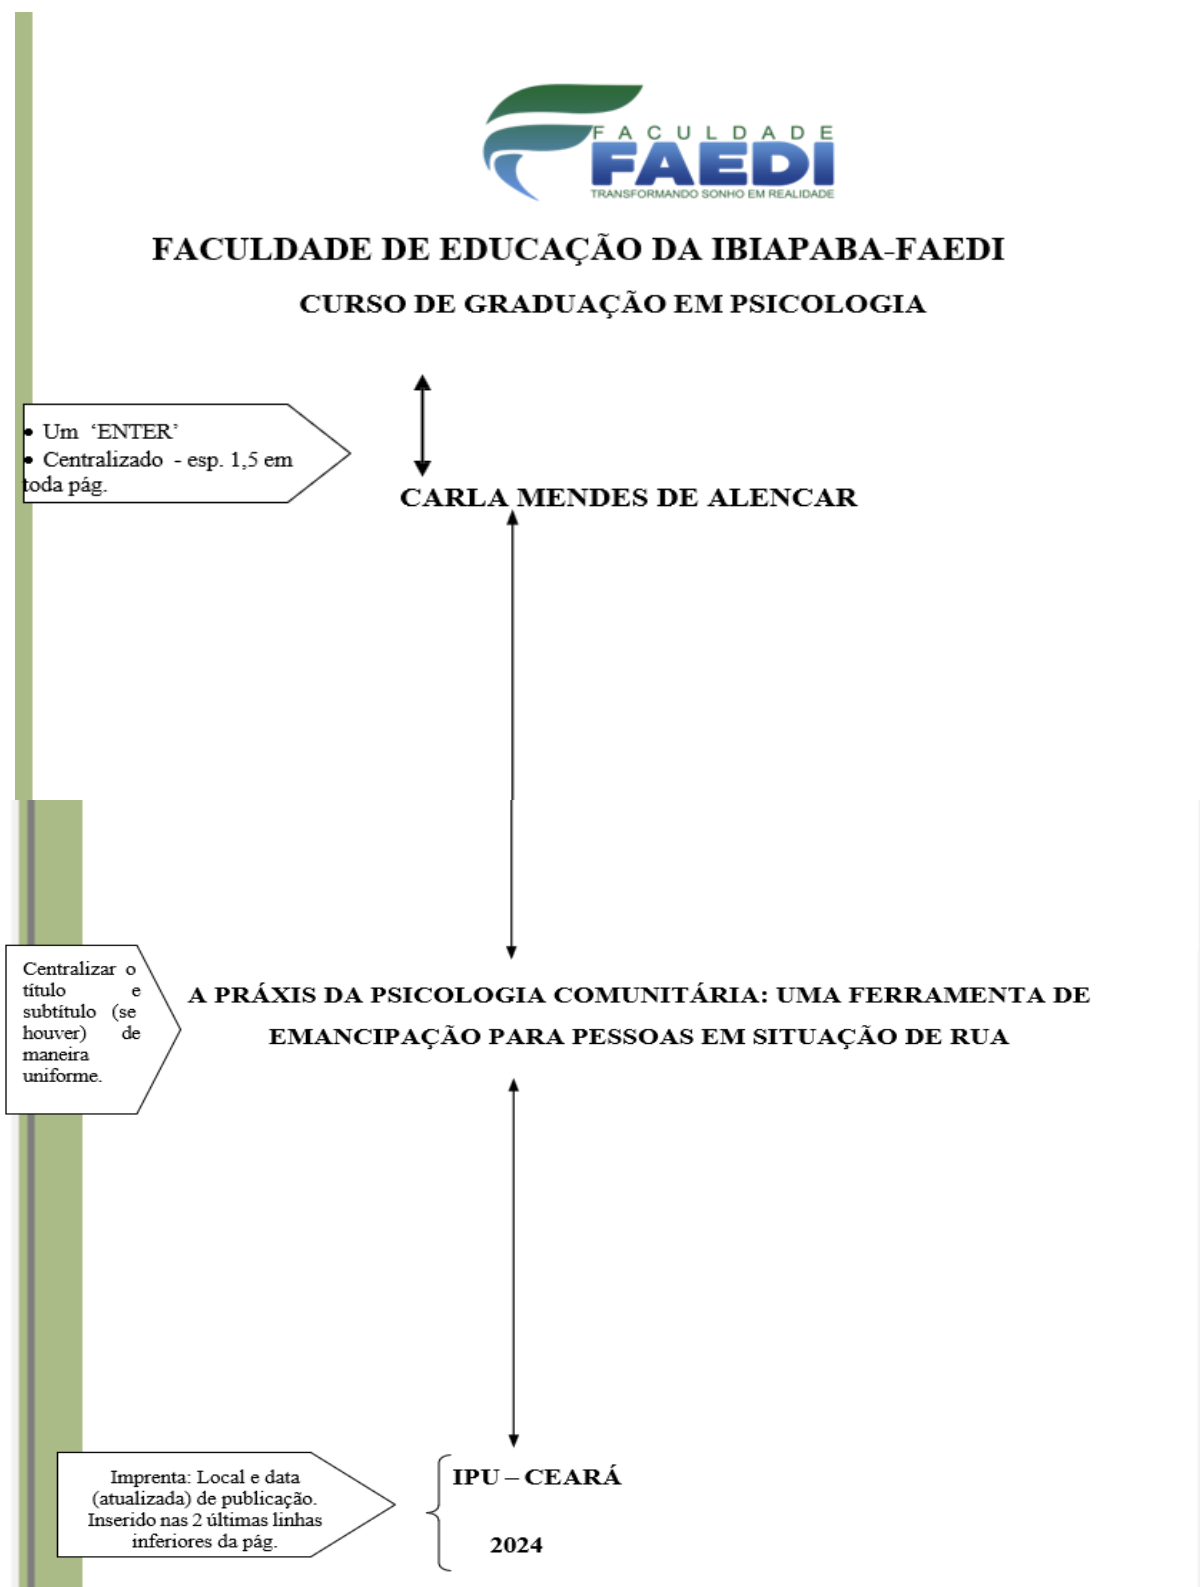 FACULDADE
FAEDI
TRANSFORMANDO SONHO EM REALIDADE
FACULDADE DE EDUCAÇÃO DA IBIAPABA-FAEDI
CURSO DE GRADUAÇÃO EM PSICOLOGIA
• Um ‘ENTER’
• Centralizado - esp. 1,5 em
toda pág.
CARLA MENDES DE ALENCAR
Centralizar o
título e
subtítulo (se
houver) de
maneira
uniforme.
A PRÁXIS DA PSICOLOGIA COMUNITÁRIA: UMA FERRAMENTA DE
EMANCIPAÇÃO PARA PESSOAS EM SITUAÇÃO DE RUA
Imprenta: Local e data
(atualizada) de publicação.
Inserido nas 2 últimas linhas
inferiores da pág.
IPU – CEARÁ
2024